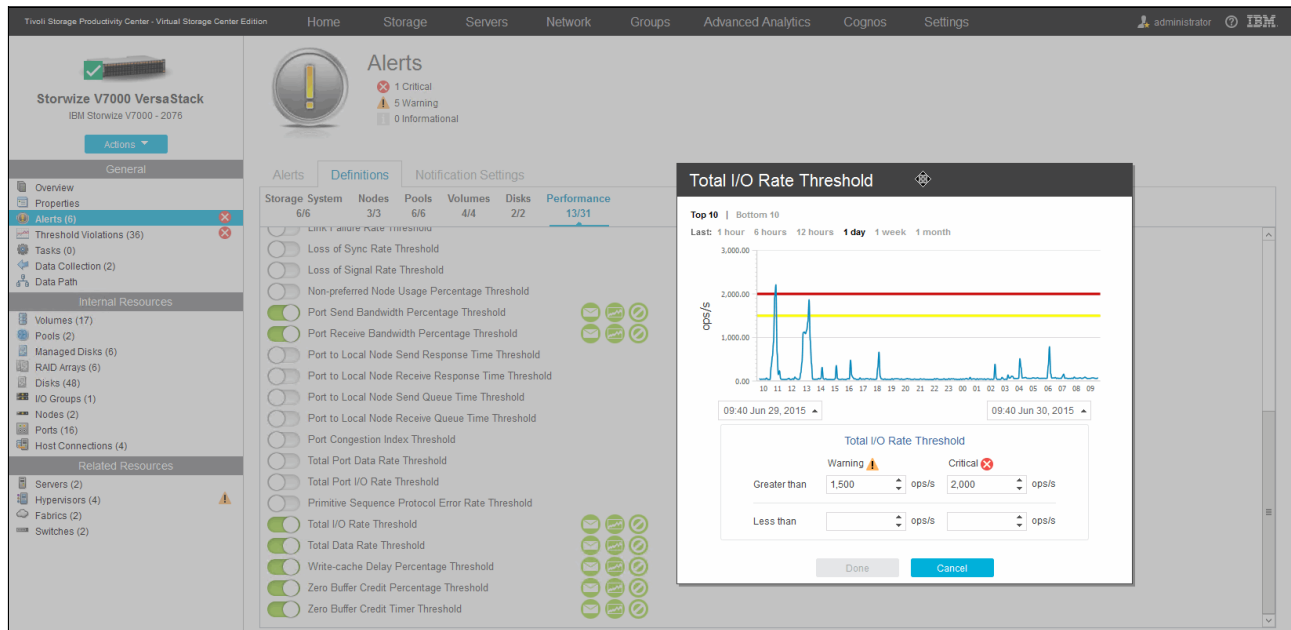 Tivoli Storage Productivity Center - Virtual Storage Center Edition Home Storage Servers Network Groups Advanced Analytics Cognos Settings administrator ? IBM.
Storwize V7000 VersaStack
IBM Storwize V7000 - 2076
Actions
General
Overview
Properties
Alerts (6)
Threshold Violations (36)
Tasks (0)
Data Collection (2)
Data Path
Internal Resources
Volumes (17)
Pools (2)
Managed Disks (6)
RAID Arrays (6)
Disks (48)
I/O Groups (1)
Nodes (2)
Ports (16)
Host Connections (4)
Related Resources
Servers (2)
Hypervisors (4)
Fabrics (2)
Switches (2)
Alerts
1 Critical
5 Warning
0 Informational
Alerts Definitions Notification Settings
Storage System Nodes Pools Volumes Disks Performance
6/6 3/3 6/6 4/4 2/2 13/31
Link Failure Rate Threshold
Loss of Sync Rate Threshold
Loss of Signal Rate Threshold
Non-preferred Node Usage Percentage Threshold
Port Send Bandwidth Percentage Threshold
Port Receive Bandwidth Percentage Threshold
Port to Local Node Send Response Time Threshold
Port to Local Node Receive Response Time Threshold
Port to Local Node Send Queue Time Threshold
Port to Local Node Receive Queue Time Threshold
Port Congestion Index Threshold
Total Port Data Rate Threshold
Total Port I/O Rate Threshold
Primitive Sequence Protocol Error Rate Threshold
Total I/O Rate Threshold
Total Data Rate Threshold
Write-cache Delay Percentage Threshold
Zero Buffer Credit Percentage Threshold
Zero Buffer Credit Timer Threshold
Total I/O Rate Threshold
Top 10 | Bottom 10
Last: 1 hour 6 hours 12 hours 1 day 1 week 1 month
3,000.00
2,000.00
ops/s
1,000.00
0.00
10 11 12 13 14 15 16 17 18 19 20 21 22 23 00 01 02 03 04 05 06 07 08 09
09:40 Jun 29, 2015 09:40 Jun 30, 2015
Total I/O Rate Threshold
Warning Critical
Greater than 1,500 ops/s 2,000 ops/s
Less than ops/s ops/s
Done Cancel